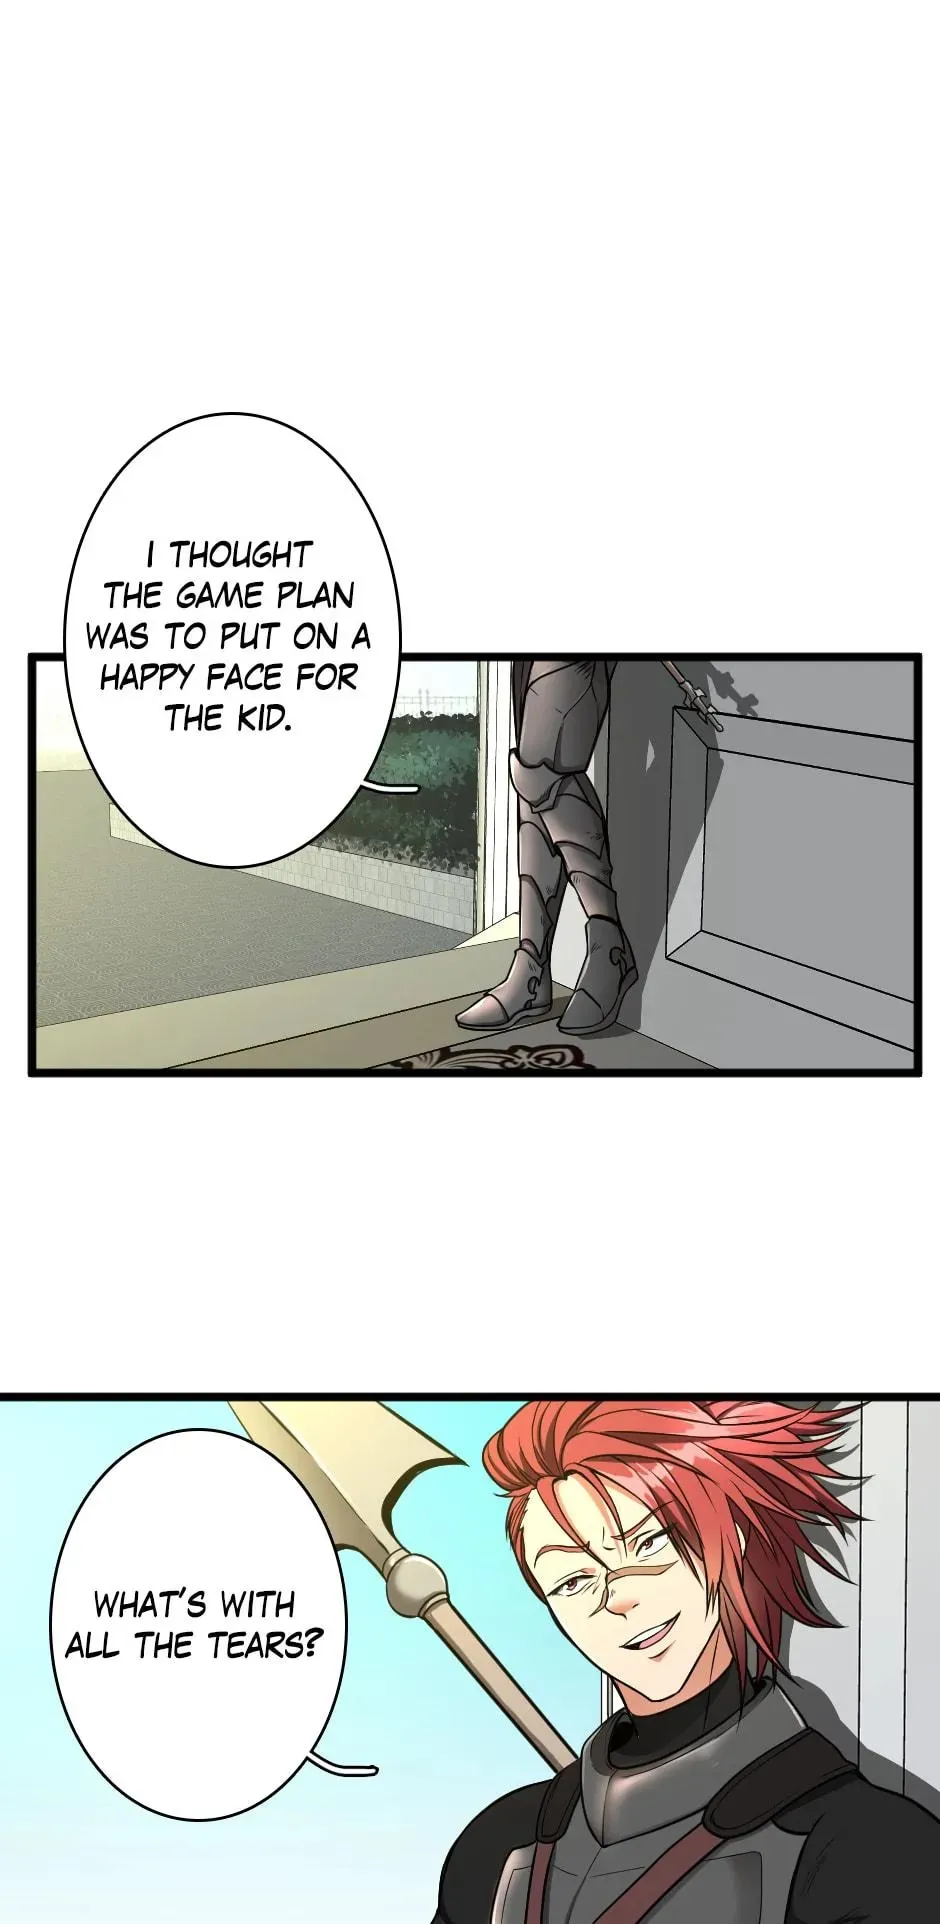 I THOUGHT
THE GAME PLAN
WAS TO PUT ON A
HAPPY FACE FOR
THE KID.
WHAT'S WITH
ALL THE TEARS?